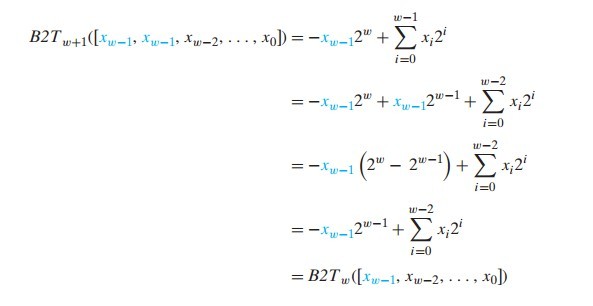 B2T_{w+1}([x_{w−1}, x_{w−1}, x_{w−2}, . . . , x_0]) = −x_{w−1}2^w + ∑_{i=0}^{w−1} x_i2^i
= −x_{w−1}2^w + x_{w−1}2^{w−1} + ∑_{i=0}^{w−2} x_i2^i
= −x_{w−1} (2^w − 2^{w−1}) + ∑_{i=0}^{w−2} x_i2^i
= −x_{w−1}2^{w−1} + ∑_{i=0}^{w−2} x_i2^i
= B2T_w([x_{w−1}, x_{w−2}, . . . , x_0])